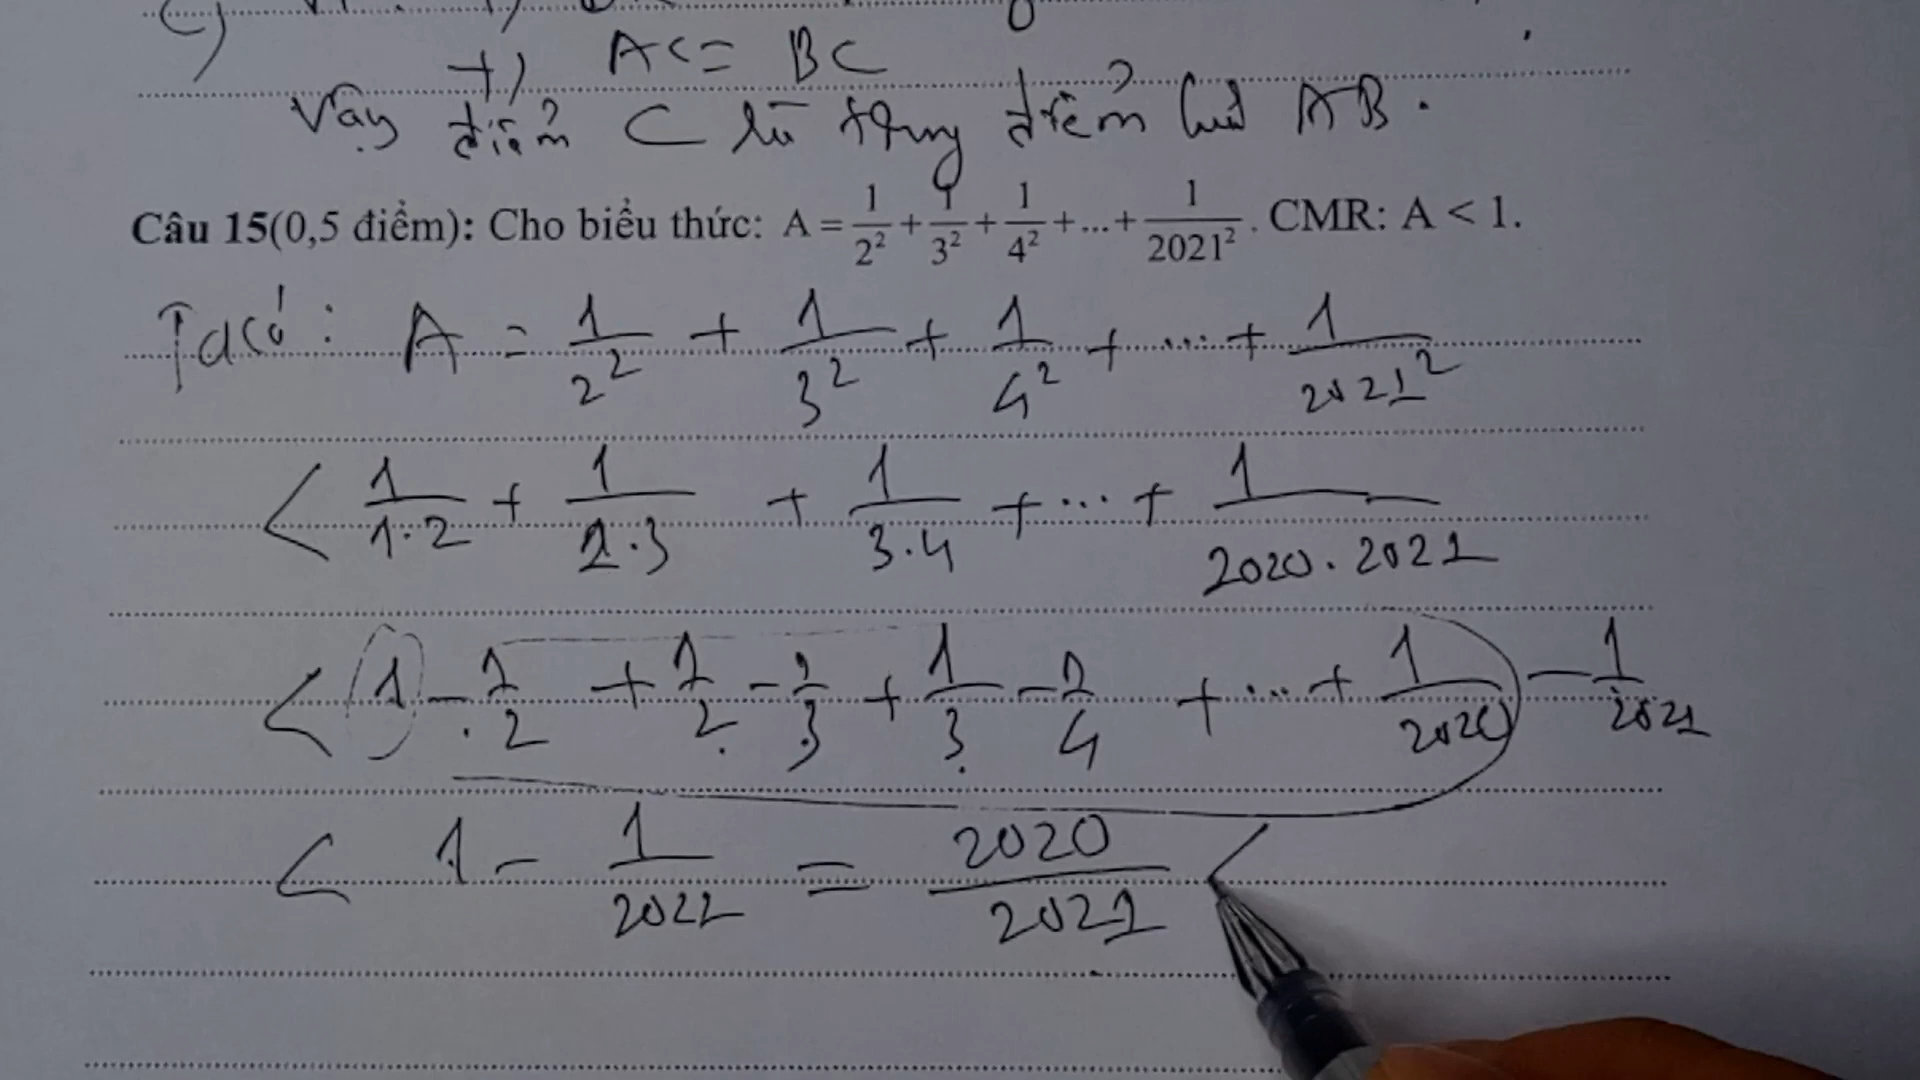 c)
+) AC = BC
Vậy điểm C là trung điểm của AB.
Câu 15(0,5 điểm): Cho biểu thức: A = 1/2² + 1/3² + 1/4² + ... + 1/2021². CMR: A < 1.
Ta có: A = 1/2² + 1/3² + 1/4² + ... + 1/2021²
< 1/1.2 + 1/2.3 + 1/3.4 + ... + 1/2020.2021
< 1 - 1/2 + 1/2 - 1/3 + 1/3 - 1/4 + ... + 1/2020 - 1/2021
< 1 - 1/2021 = 2020/2021 <